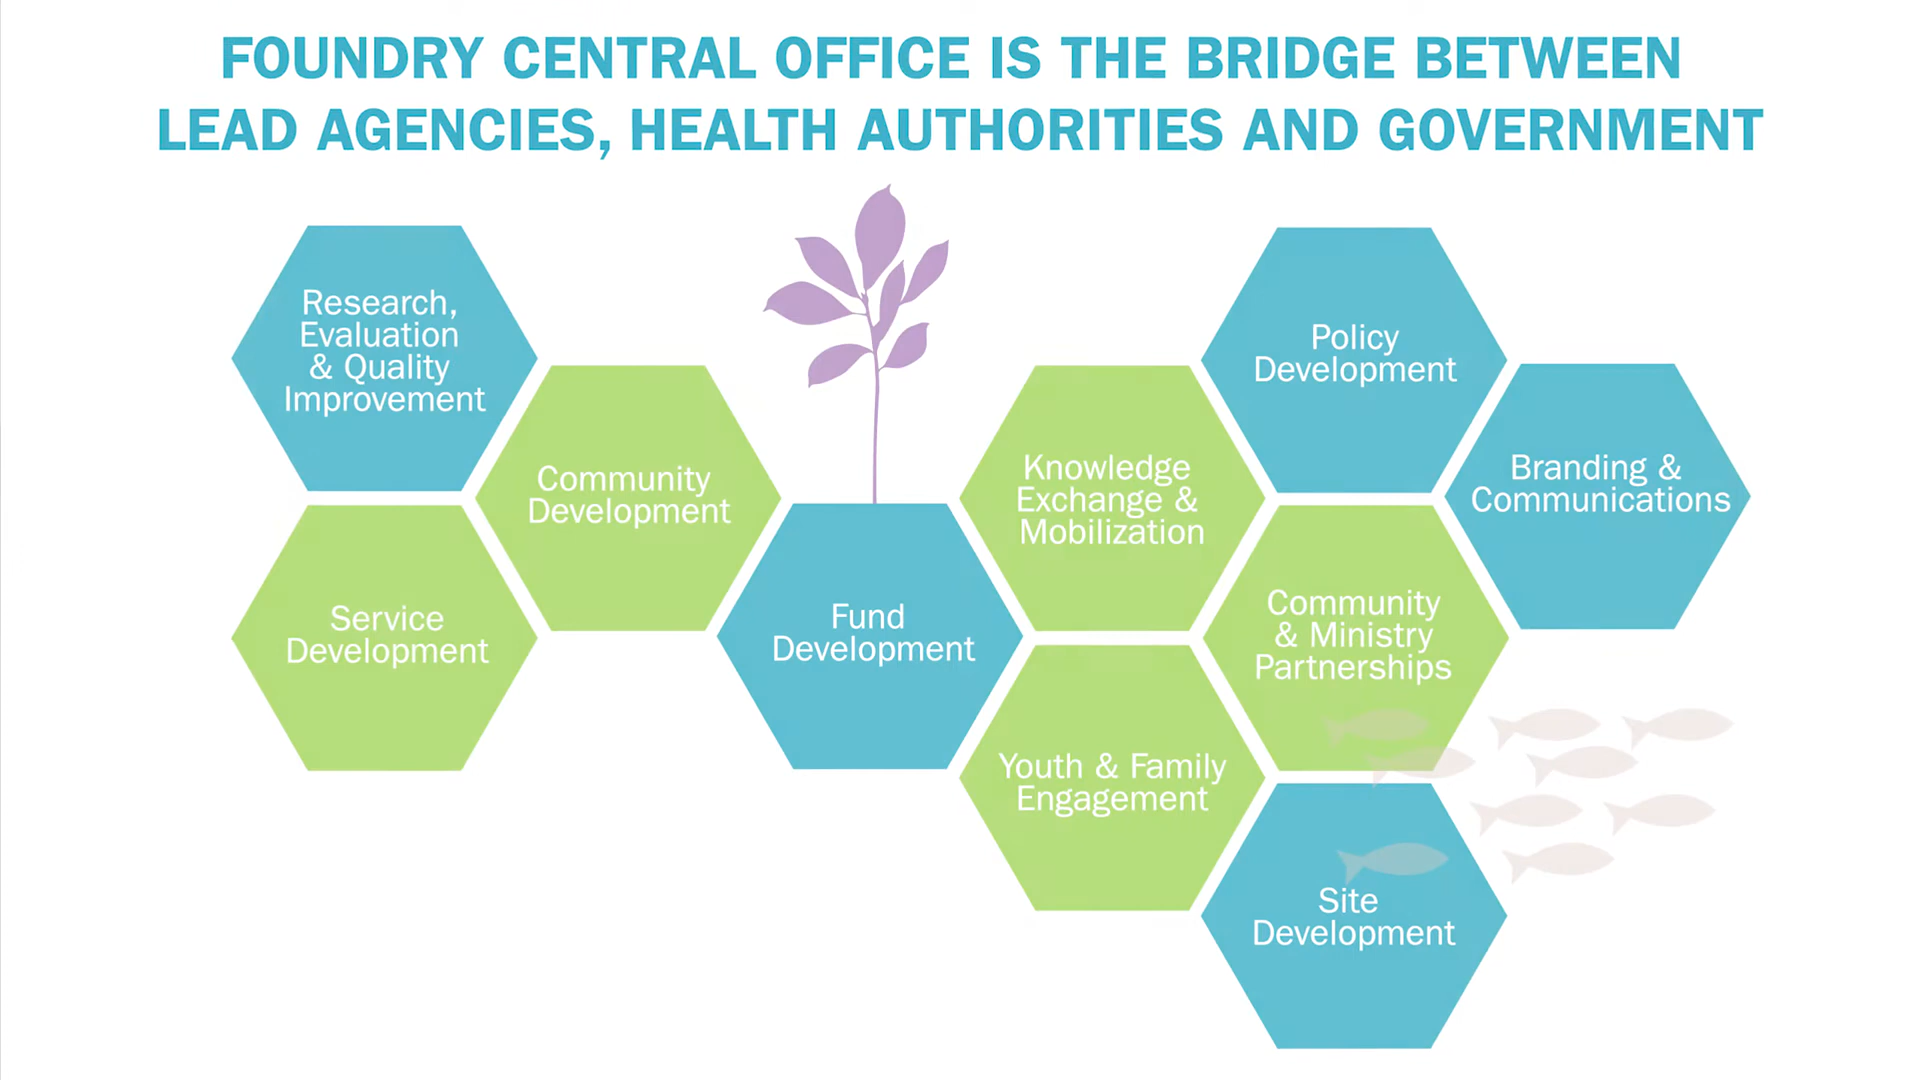 FOUNDRY CENTRAL OFFICE IS THE BRIDGE BETWEEN
LEAD AGENCIES, HEALTH AUTHORITIES AND GOVERNMENT
Research,
Evaluation
& Quality
Improvement
Community
Development
Service
Development
Fund
Development
Knowledge
Exchange &
Mobilization
Youth & Family
Engagement
Policy
Development
Community
& Ministry
Partnerships
Site
Development
Branding &
Communications